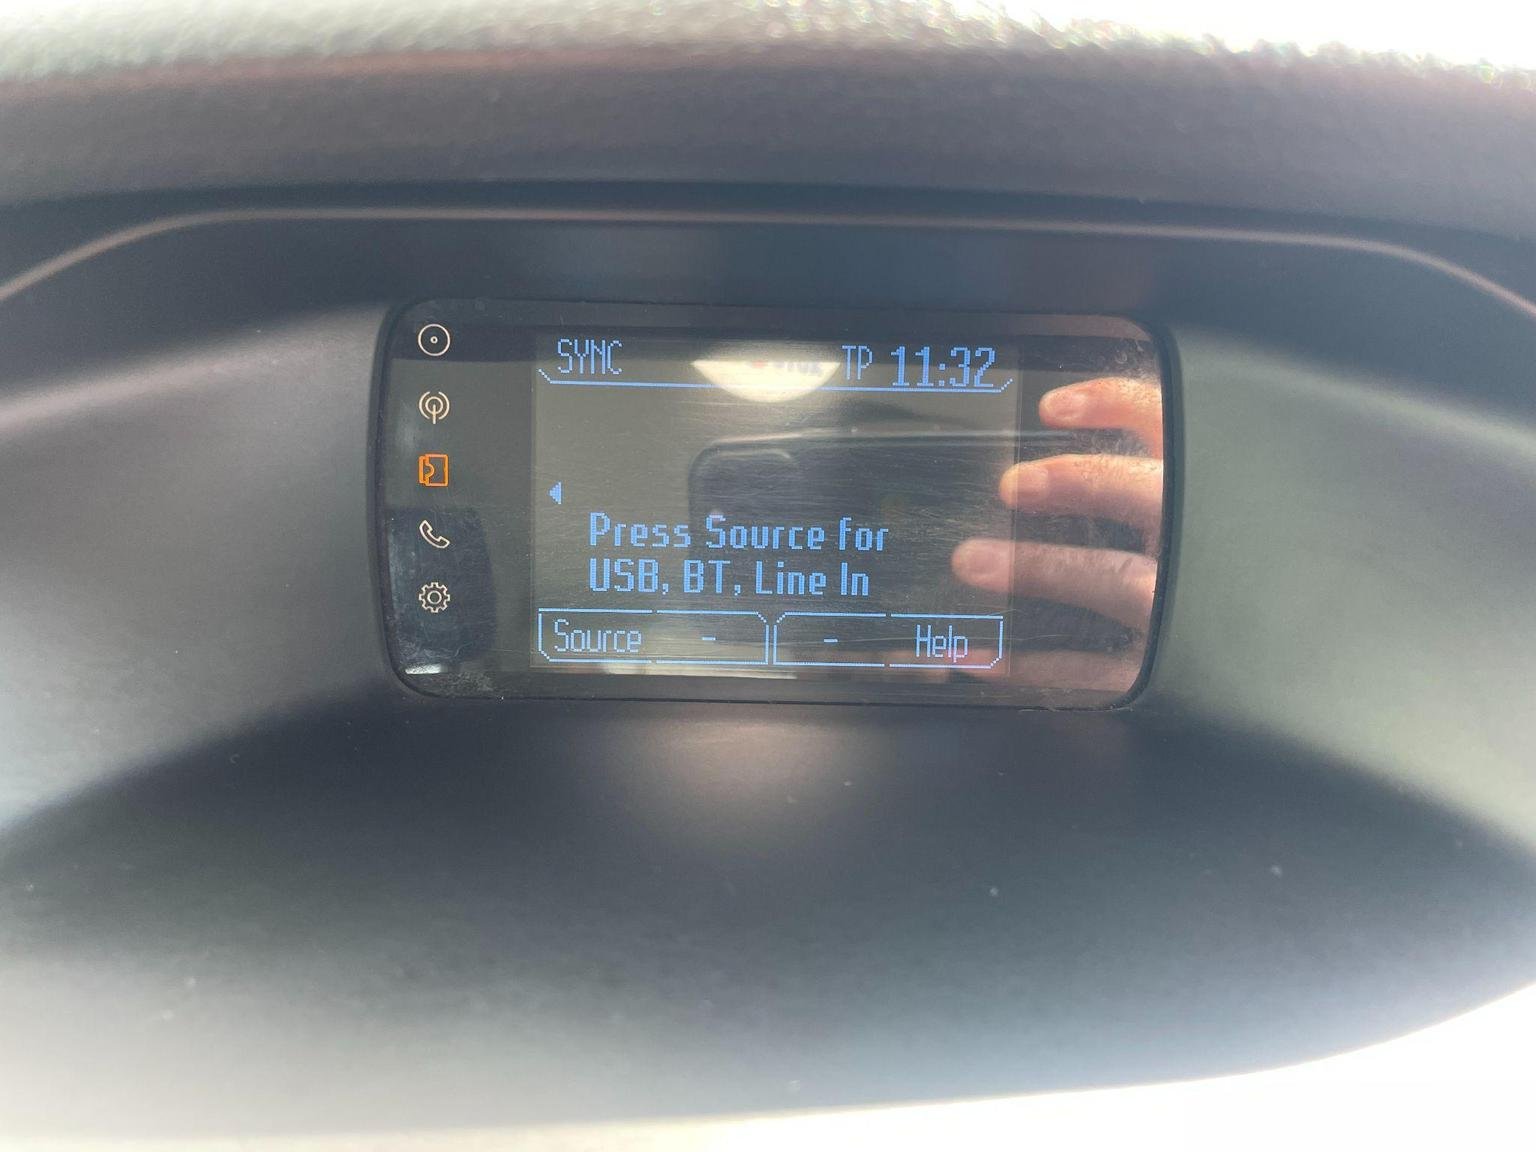 SYNC TP 11:32
Press Source for
USB, BT, Line In
Source - - Help